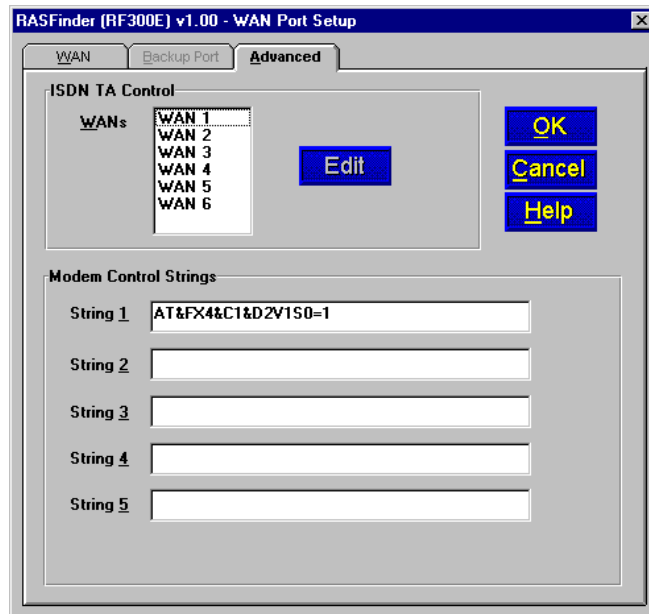 RASFinder (RF300E) v1.00 - WAN Port Setup
WAN
Backup Port
Advanced
ISDN TA Control
WANs
WAN 1
WAN 2
WAN 3
WAN 4
WAN 5
WAN 6
Edit
OK
Cancel
Help
Modem Control Strings
String 1 AT&FX4&C1&D2V1S0=1
String 2
String 3
String 4
String 5